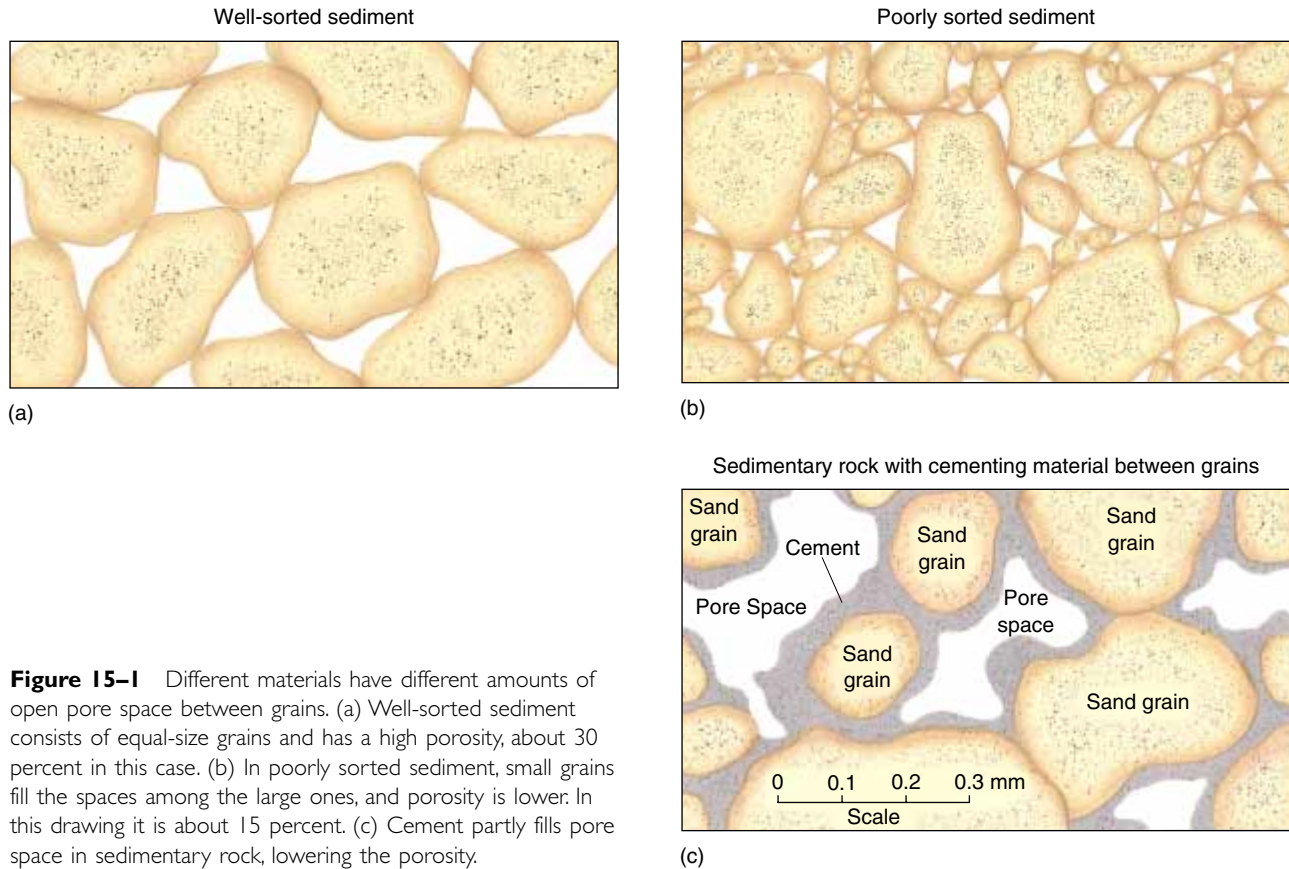 Well-sorted sediment
(a)
Poorly sorted sediment
(b)
Sedimentary rock with cementing material between grains
Sand
grain
Cement
Sand
grain
Sand
grain
Pore Space
Pore
space
Sand
grain
Sand grain
0 0.1 0.2 0.3 mm
Scale
(c)
Figure 15–1 Different materials have different amounts of
open pore space between grains. (a) Well-sorted sediment
consists of equal-size grains and has a high porosity, about 30
percent in this case. (b) In poorly sorted sediment, small grains
fill the spaces among the large ones, and porosity is lower. In
this drawing it is about 15 percent. (c) Cement partly fills pore
space in sedimentary rock, lowering the porosity.